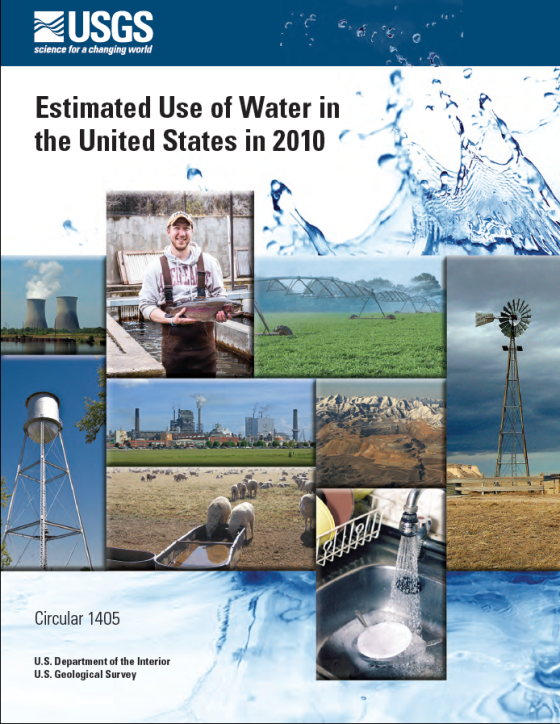 USGS
science for a changing world
Estimated Use of Water in
the United States in 2010
Circular 1405
U.S. Department of the Interior
U.S. Geological Survey